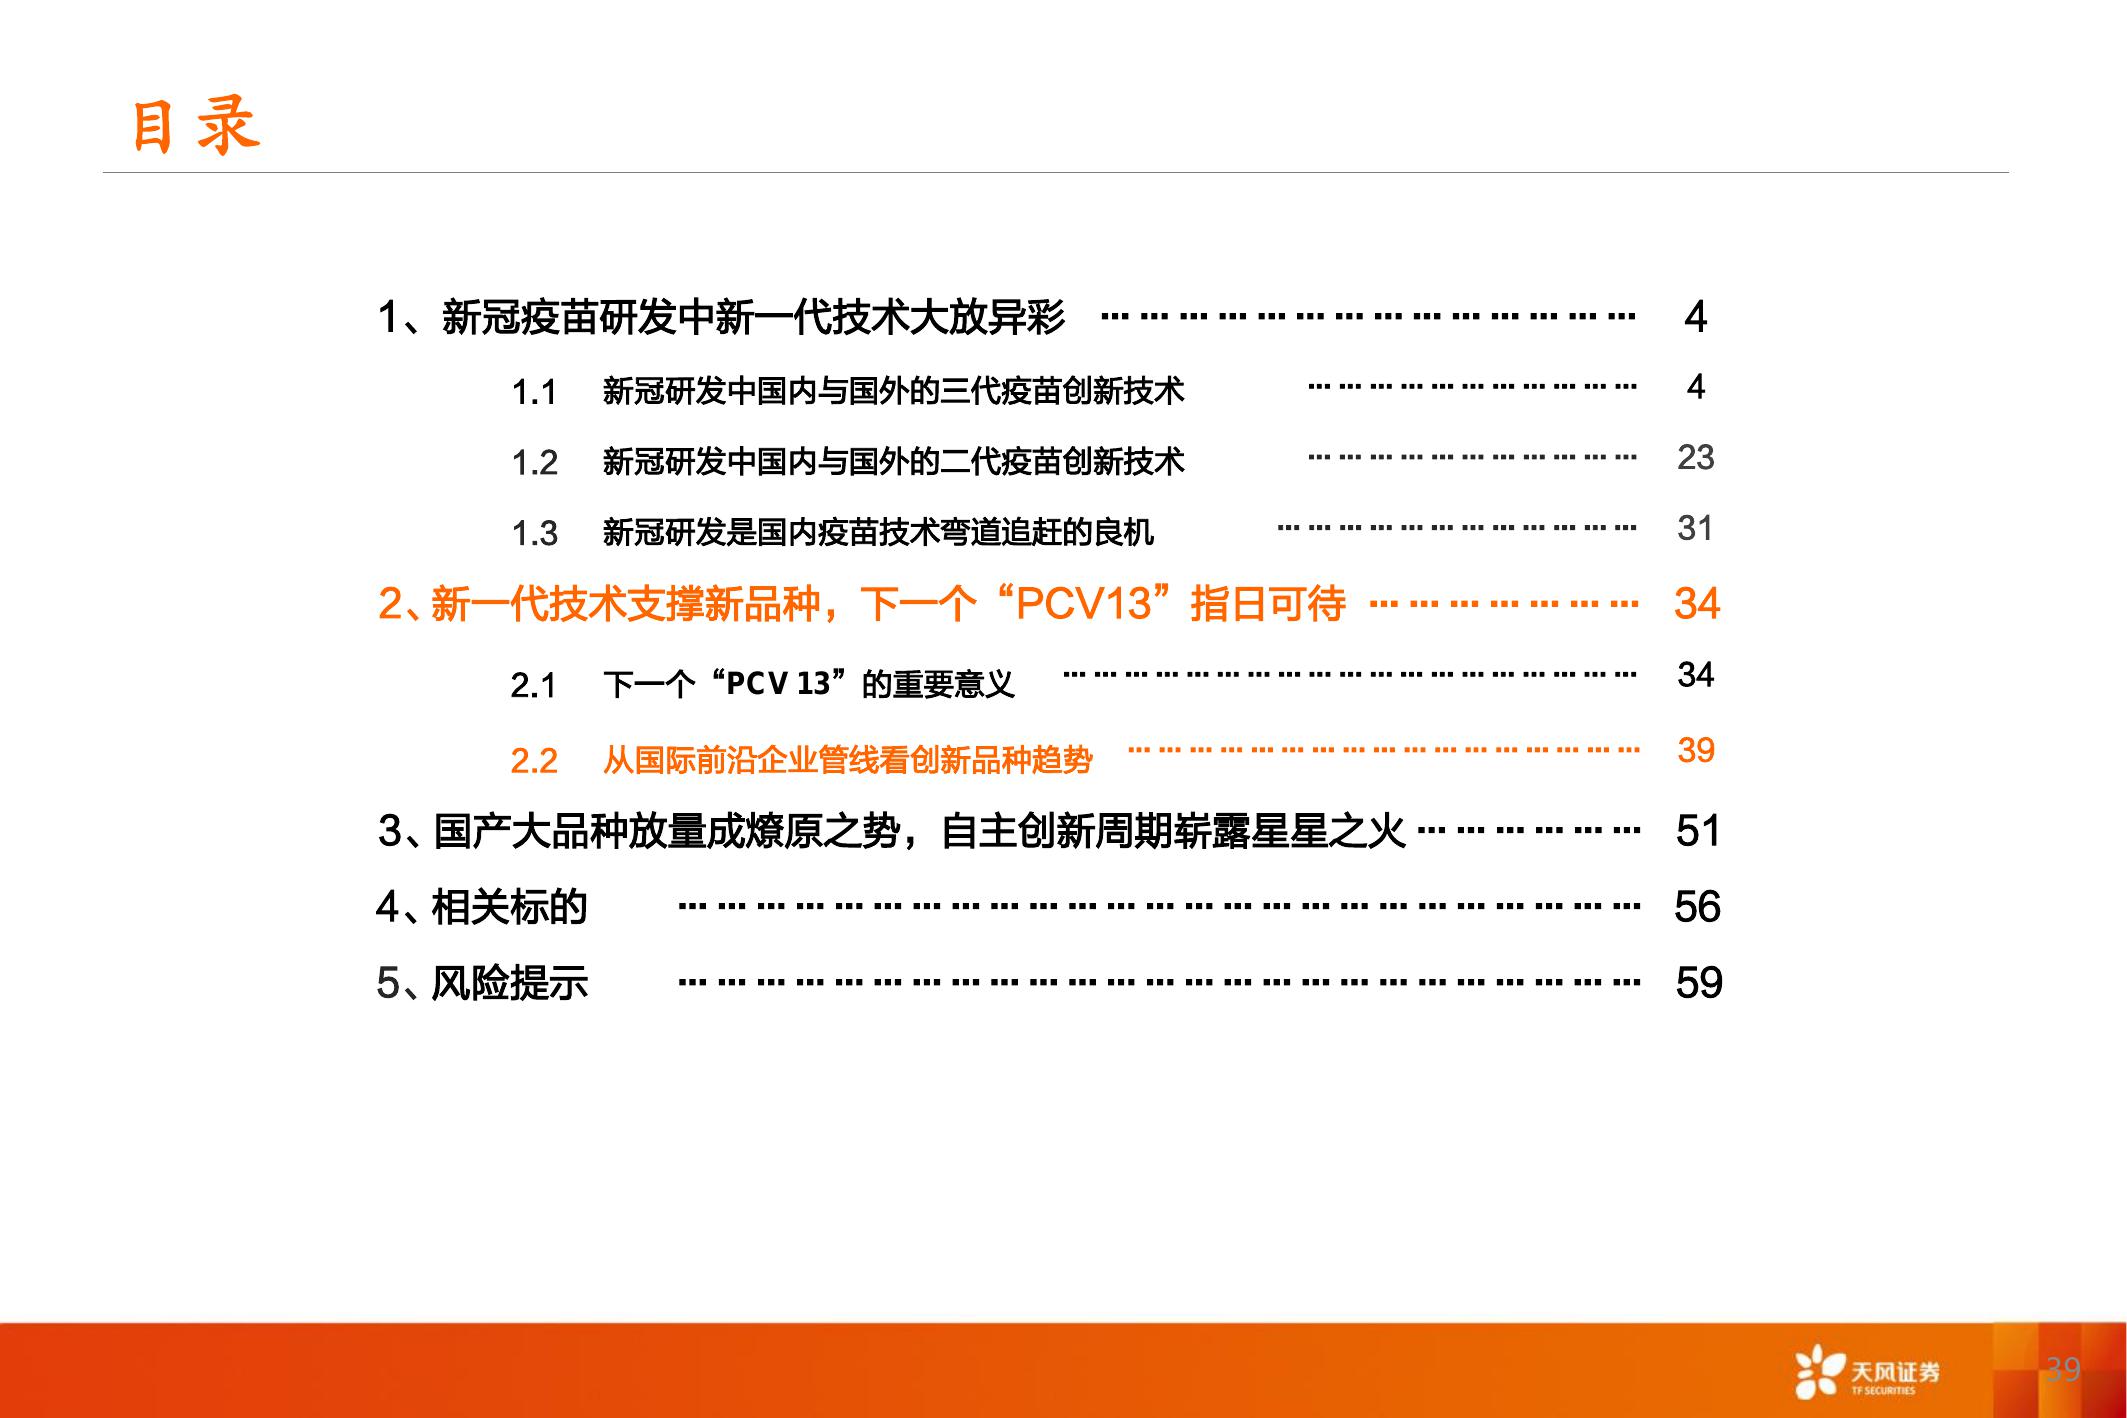 目录
1、新冠疫苗研发中新一代技术大放异彩 … … … … … … … … … … … … … … 4
1.1 新冠研发中国内与国外的三代疫苗创新技术 … … … … … … … … … … … 4
1.2 新冠研发中国内与国外的二代疫苗创新技术 … … … … … … … … … … … 23
1.3 新冠研发是国内疫苗技术弯道追赶的良机 … … … … … … … … … … … … 31
2、新一代技术支撑新品种，下一个“PCV13”指日可待 … … … … … … … 34
2.1 下一个“PCV 13”的重要意义 … … … … … … … … … … … … … … … … … … … 34
2.2 从国际前沿企业管线看创新品种趋势 … … … … … … … … … … … … … … … … … 39
3、国产大品种放量成燎原之势，自主创新周期崭露星星之火 … … … … … … 51
4、相关标的 … … … … … … … … … … … … … … … … … … … … … … … … … 56
5、风险提示 … … … … … … … … … … … … … … … … … … … … … … … … … 59
天风证券
TF SECURITIES
39